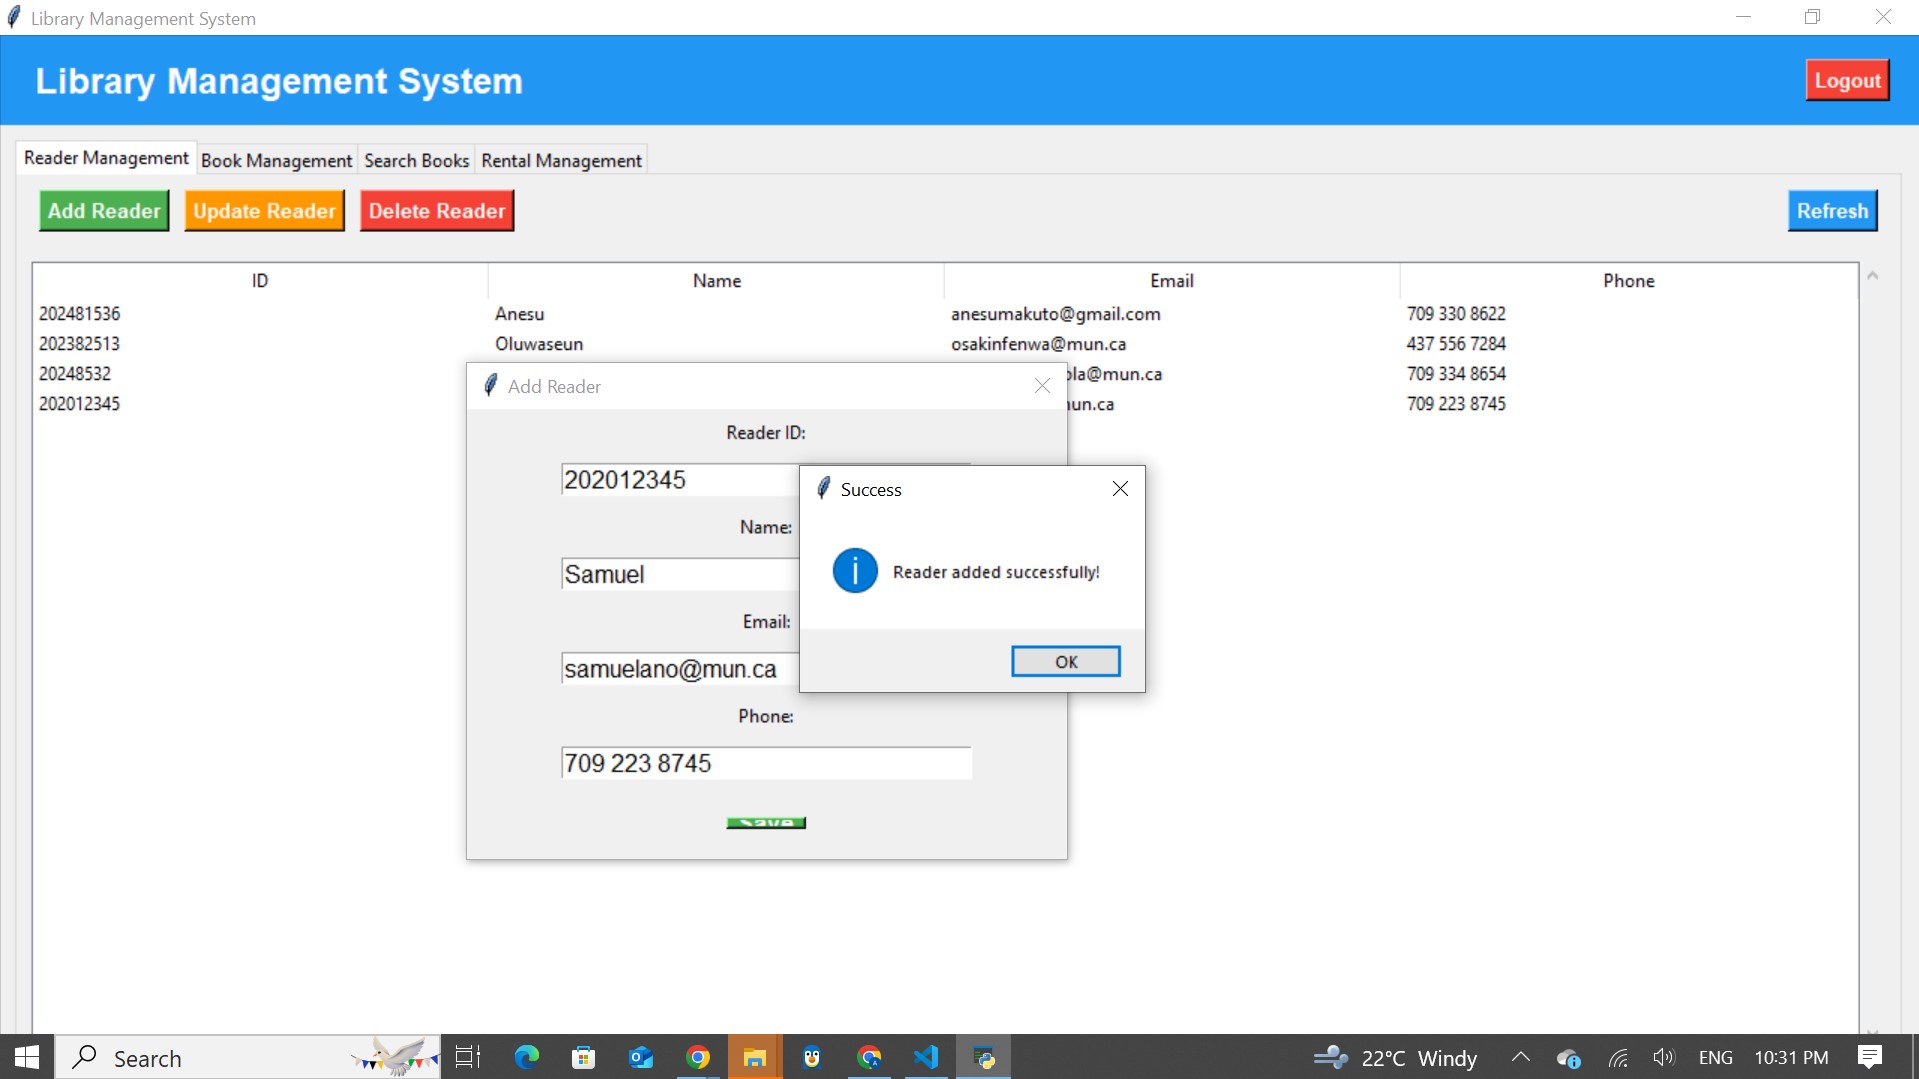 Library Management System
Library Management System
Logout
Reader Management Book Management Search Books Rental Management
Add Reader Update Reader Delete Reader Refresh
ID Name Email Phone
202481536 Anesu anesumakuto@gmail.com 709 330 8622
202382513 Oluwaseun osakinfenwa@mun.ca 437 556 7284
20248532 ola@mun.ca 709 334 8654
202012345 mun.ca 709 223 8745
Add Reader
Reader ID:
202012345
Name:
Samuel
Email:
samuelano@mun.ca
Phone:
709 223 8745
Save
Success
Reader added successfully!
OK
Search
22°C Windy
ENG
10:31 PM